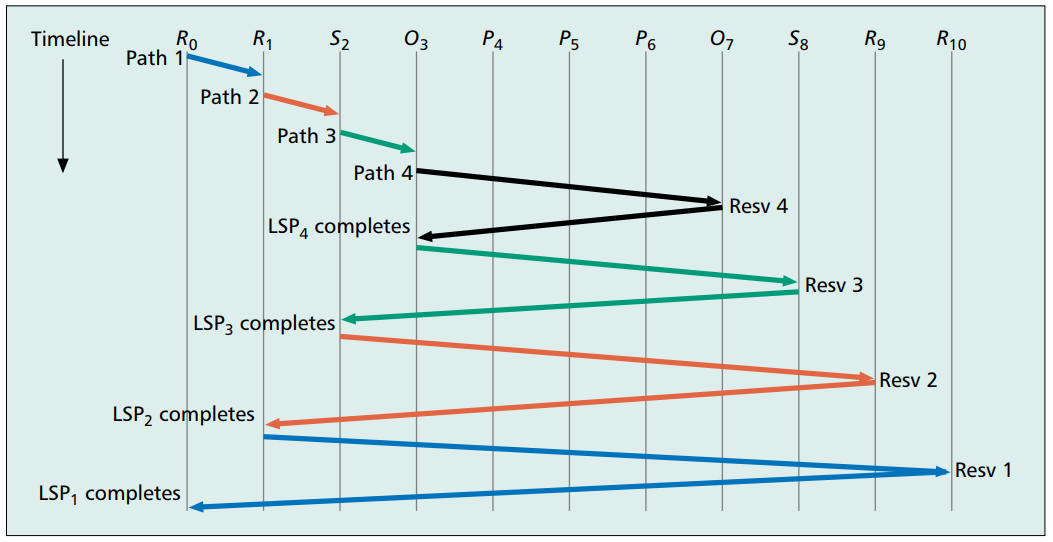 Timeline R0 R1 S2 O3 P4 P5 P6 O7 S8 R9 R10
Path 1
Path 2
Path 3
Path 4
Resv 4
LSP4 completes
Resv 3
LSP3 completes
Resv 2
LSP2 completes
Resv 1
LSP1 completes